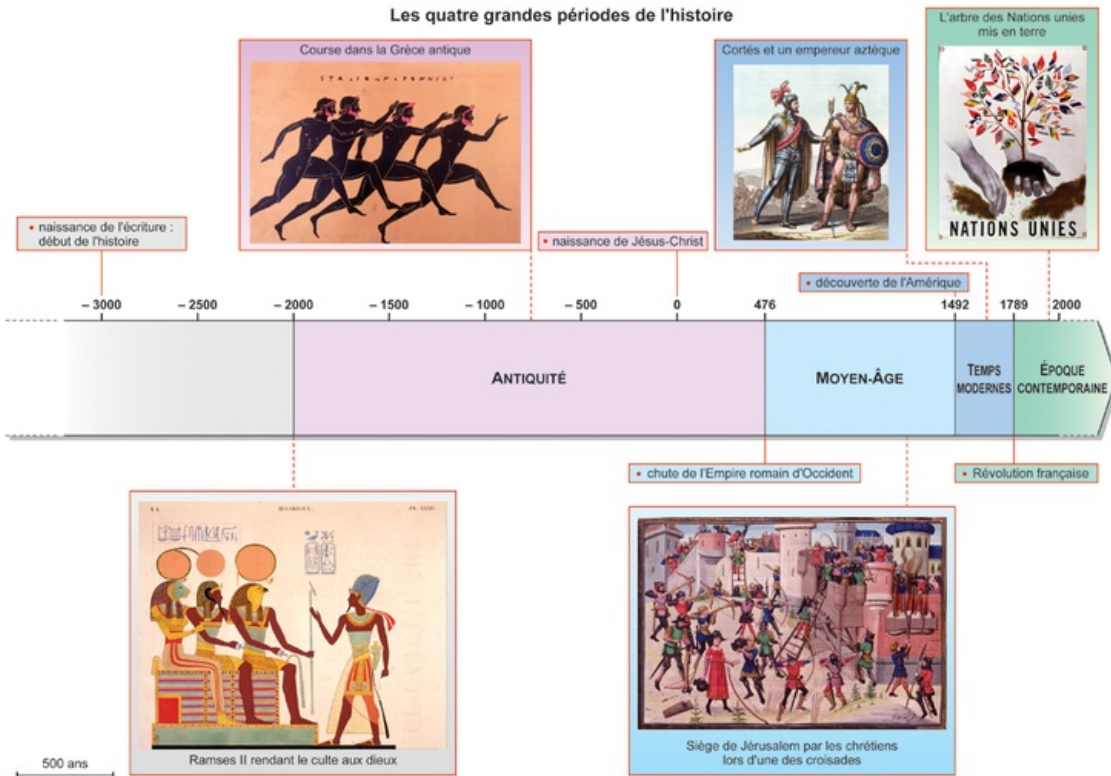 Les quatre grandes périodes de l'histoire
Course dans la Grèce antique
Cortés et un empereur aztèque
L'arbre des Nations unies
mis en terre
NATIONS UNIES
• naissance de l'écriture :
début de l'histoire
• naissance de Jésus-Christ
• découverte de l'Amérique
– 3000 – 2500 – 2000 – 1500 – 1000 – 500 0 476 1492 1789 2000
ANTIQUITÉ
MOYEN-ÂGE
TEMPS
MODERNES
ÉPOQUE
CONTEMPORAINE
• chute de l'Empire romain d'Occident
• Révolution française
Ramses II rendant le culte aux dieux
Siège de Jérusalem par les chrétiens
lors d'une des croisades
500 ans